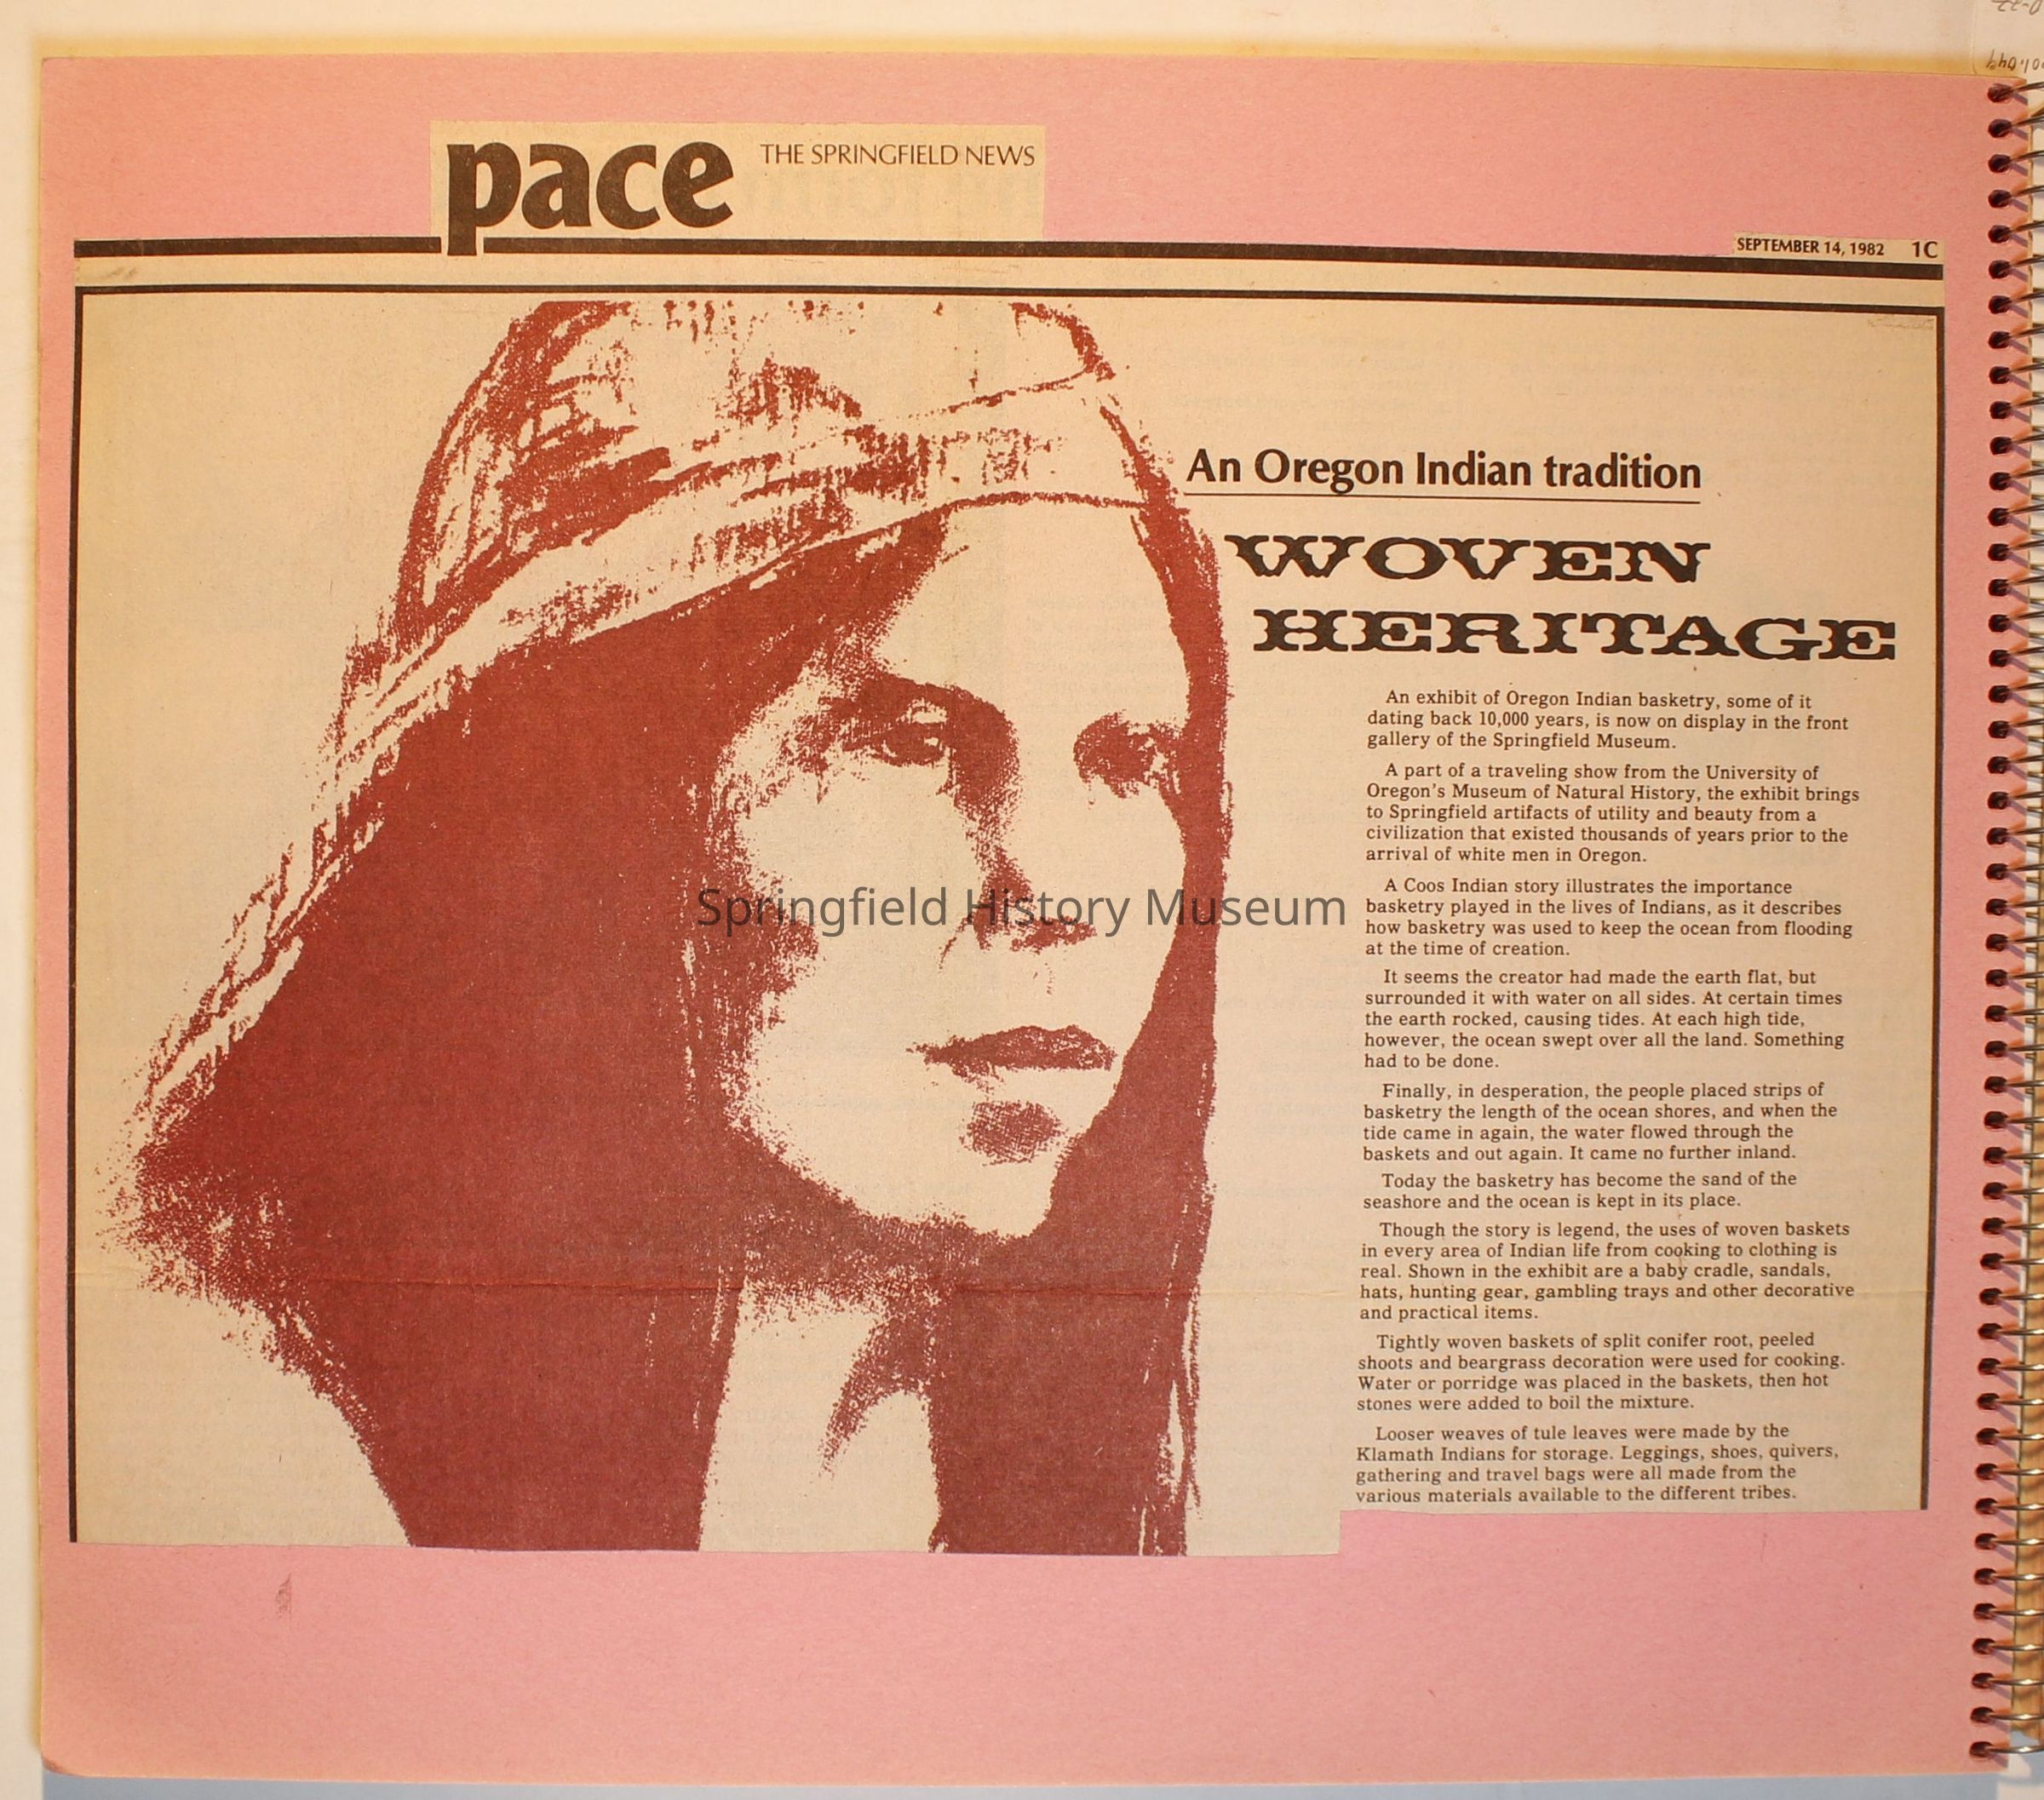 pace
THE SPRINGFIELD NEWS
SEPTEMBER 14, 1982 1C
An Oregon Indian tradition
WOVEN
HERITAGE
An exhibit of Oregon Indian basketry, some of it
dating back 10,000 years, is now on display in the front
gallery of the Springfield Museum.
A part of a traveling show from the University of
Oregon's Museum of Natural History, the exhibit brings
to Springfield artifacts of utility and beauty from a
civilization that existed thousands of years prior to the
arrival of white men in Oregon.
A Coos Indian story illustrates the importance
basketry played in the lives of Indians, as it describes
how basketry was used to keep the ocean from flooding
at the time of creation.
It seems the creator had made the earth flat, but
surrounded it with water on all sides. At certain times
the earth rocked, causing tides. At each high tide,
however, the ocean swept over all the land. Something
had to be done.
Finally, in desperation, the people placed strips of
basketry the length of the ocean shores, and when the
tide came in again, the water flowed through the
baskets and out again. It came no further inland.
Today the basketry has become the sand of the
seashore and the ocean is kept in its place.
Though the story is legend, the uses of woven baskets
in every area of Indian life from cooking to clothing is
real. Shown in the exhibit are a baby cradle, sandals,
hats, hunting gear, gambling trays and other decorative
and practical items.
Tightly woven baskets of split conifer root, peeled
shoots and beargrass decoration were used for cooking.
Water or porridge was placed in the baskets, then hot
stones were added to boil the mixture.
Looser weaves of tule leaves were made by the
Klamath Indians for storage. Leggings, shoes, quivers,
gathering and travel bags were all made from the
various materials available to the different tribes.
Springfield History Museum